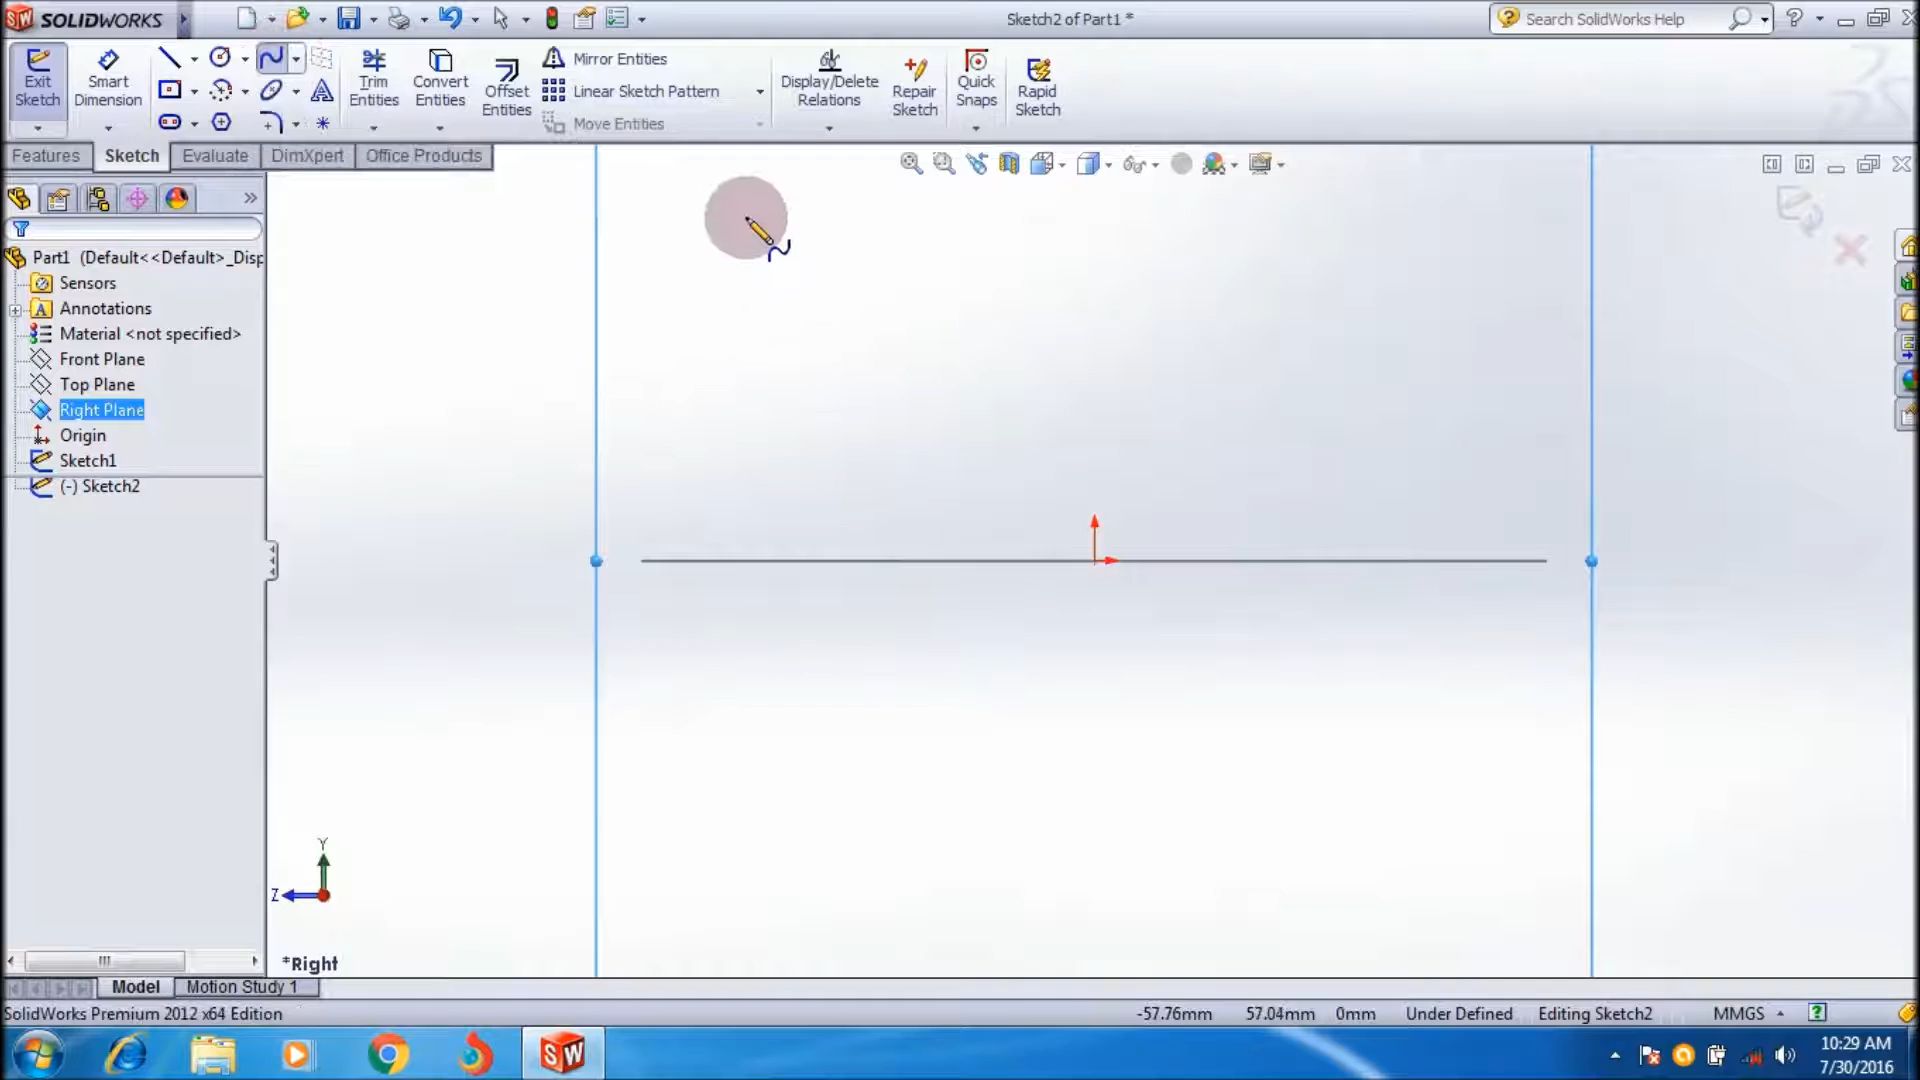 SOLIDWORKS
Sketch2 of Part1 *
Search SolidWorks Help
Exit Sketch
Smart Dimension
Trim Entities
Convert Entities
Offset Entities
Mirror Entities
Linear Sketch Pattern
Move Entities
Display/Delete Relations
Repair Sketch
Quick Snaps
Rapid Sketch
Features
Sketch
Evaluate
DimXpert
Office Products
Part1 (Default<<Default>_Disp
Sensors
Annotations
Material <not specified>
Front Plane
Top Plane
Right Plane
Origin
Sketch1
(-) Sketch2
Y
Z
*Right
Model
Motion Study 1
SolidWorks Premium 2012 x64 Edition
-57.76mm
57.04mm
0mm
Under Defined
Editing Sketch2
MMGS
10:29 AM
7/30/2016